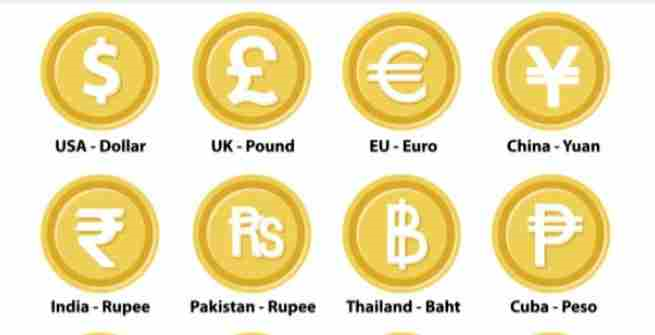 $ £ € ¥
USA - Dollar UK - Pound EU - Euro China - Yuan
₹ ₨ ฿ ₱
India - Rupee Pakistan - Rupee Thailand - Baht Cuba - Peso